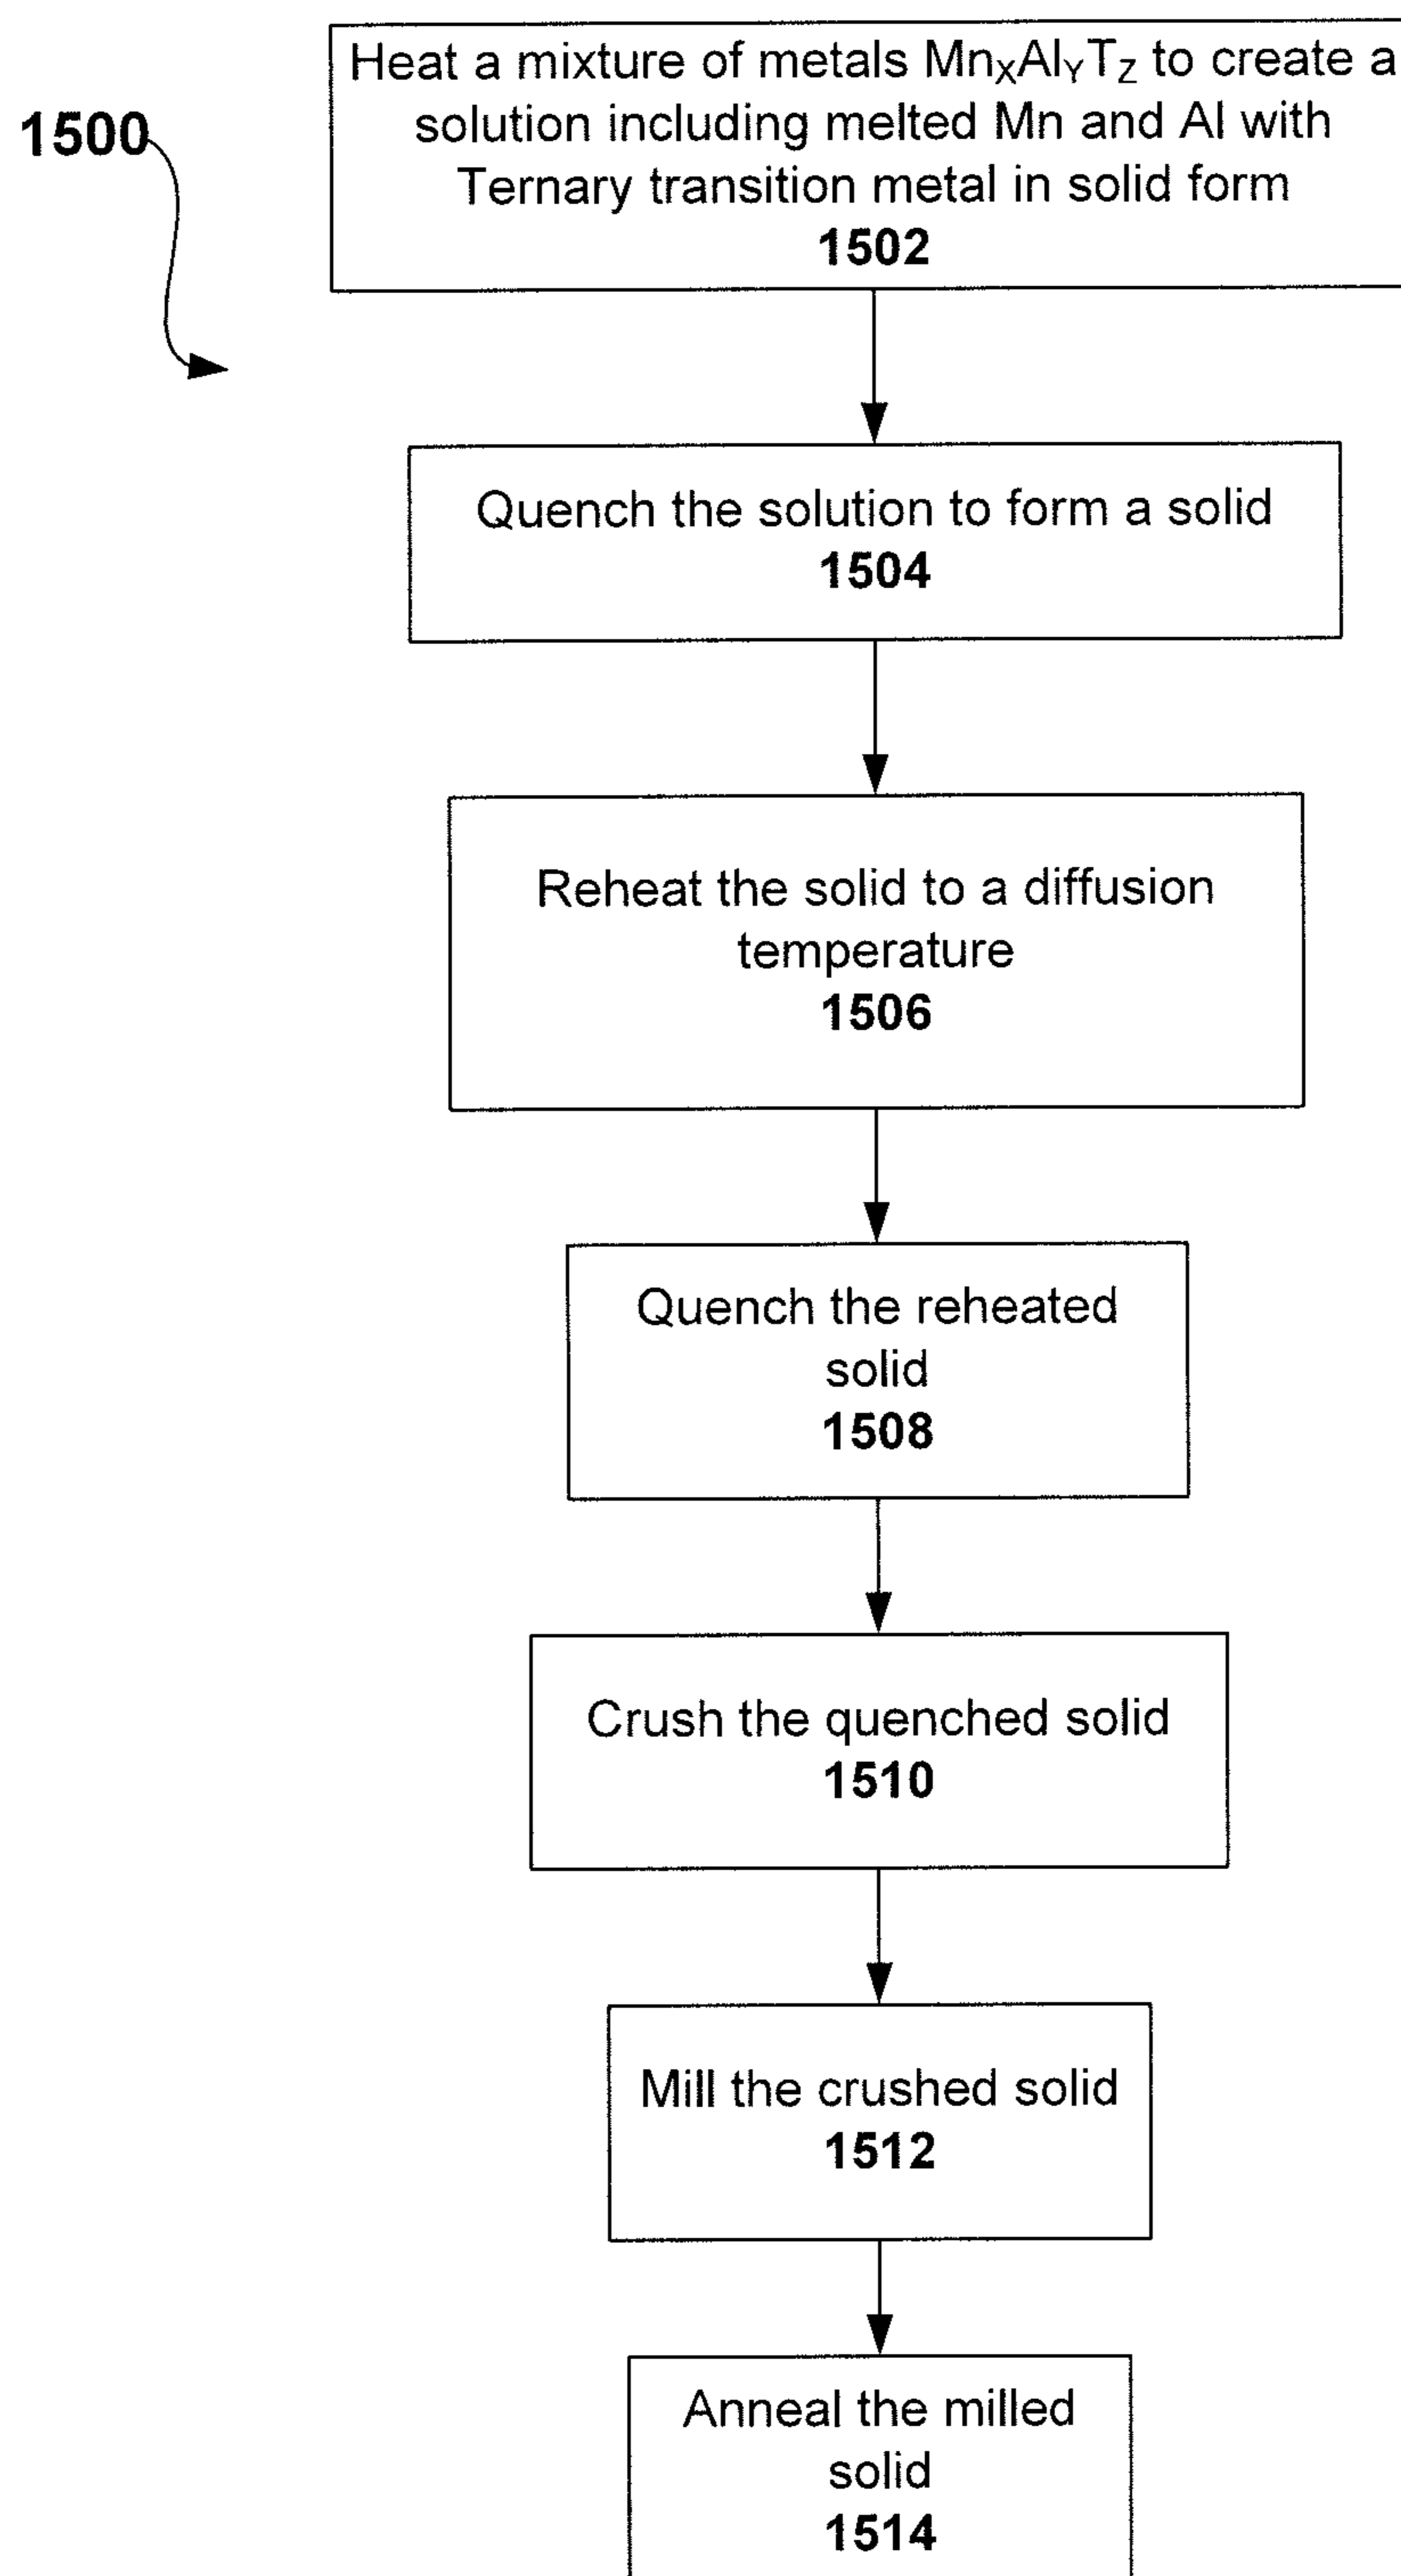 1500
Heat a mixture of metals MnXAlYTZ to create a
solution including melted Mn and Al with
Ternary transition metal in solid form
1502
Quench the solution to form a solid
1504
Reheat the solid to a diffusion
temperature
1506
Quench the reheated
solid
1508
Crush the quenched solid
1510
Mill the crushed solid
1512
Anneal the milled
solid
1514